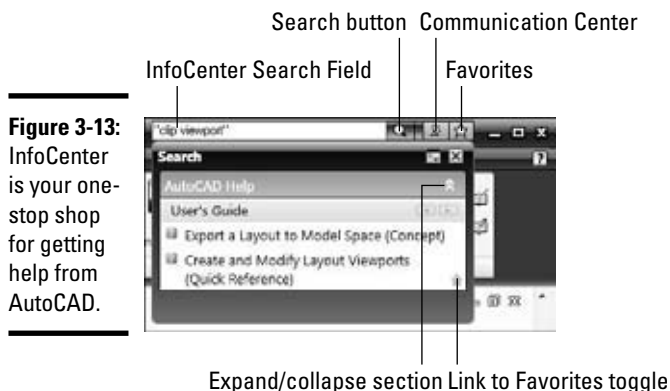 Search button Communication Center
InfoCenter Search Field Favorites
Figure 3-13:
InfoCenter
is your one-
stop shop
for getting
help from
AutoCAD.
"clip viewport"
Search
AutoCAD Help
User's Guide
Export a Layout to Model Space (Concept)
Create and Modify Layout Viewports
(Quick Reference)
Expand/collapse section Link to Favorites toggle